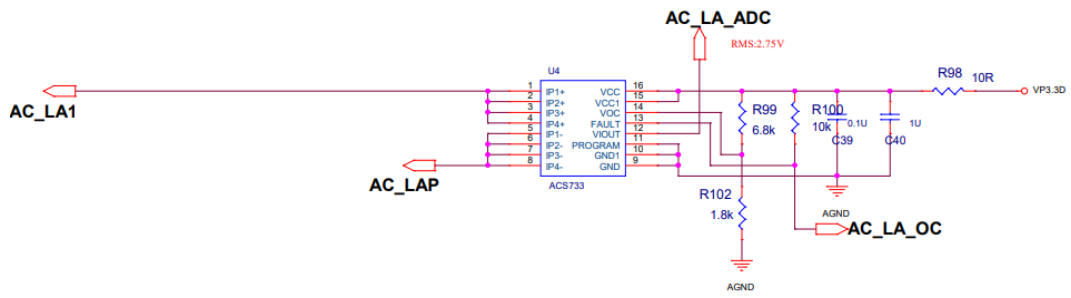 AC_LA_ADC
RMS:2.75V
U4
R98
10R
VP3.3D
AC_LA1
1
2
3
4
5
6
7
8
IP1+
IP2+
IP3+
IP4+
IP1-
IP2-
IP3-
IP4-
VCC
VCC1
VOC
FAULT
VIOUT
PROGRAM
GND1
GND
16
15
14
13
12
11
10
9
ACS733
R99
6.8k
R100
10k
0.1U
C39
1U
C40
AC_LAP
R102
1.8k
AGND
AC_LA_OC
AGND